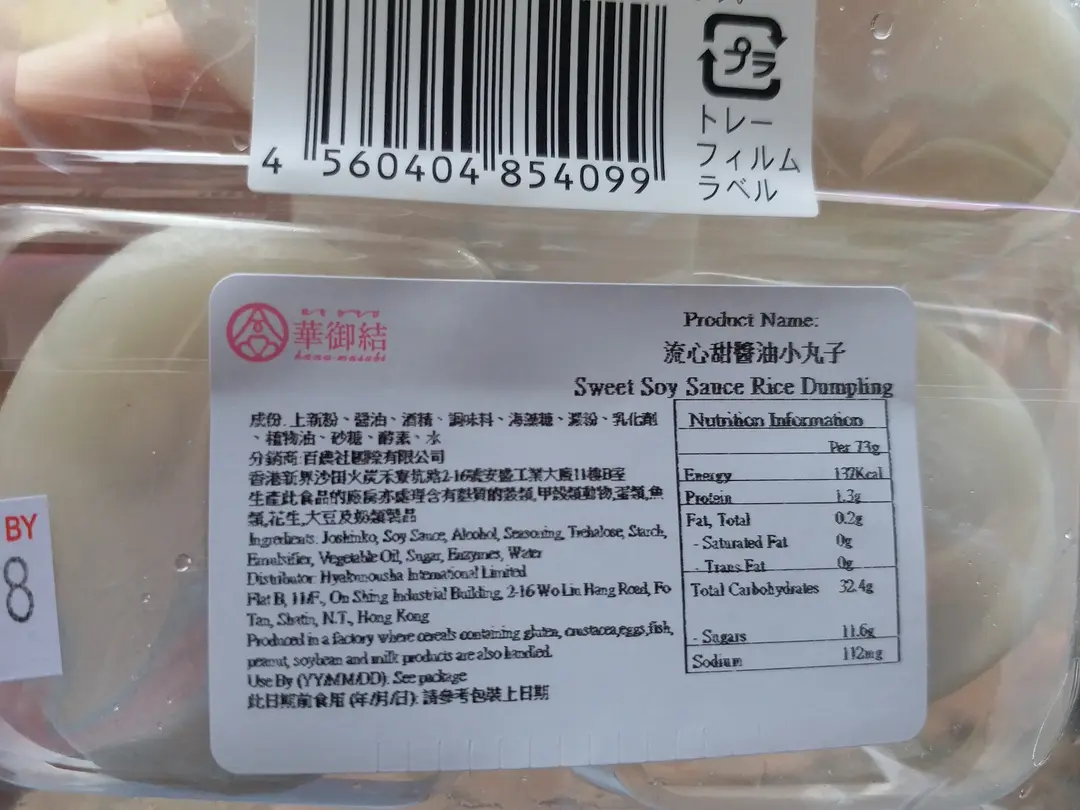 4 560404 854099
プラ
トレー
フィルム
ラベル
華御結
hana musubi
Product Name:
流心甜醬油小丸子
Sweet Soy Sauce Rice Dumpling
成份: 上新粉、醬油、酒精、調味料、海藻糖、澱粉、乳化劑
、植物油、砂糖、酵素、水
分銷商:百農社國際有限公司
香港新界沙田火炭禾寮坑路2-16號安盛工業大廈11樓B室
生產此食品的廠房亦處理含有麩質的穀類,甲殼類動物,蛋類,魚
類,花生,大豆及奶類製品
Ingredients: Joshinko, Soy Sauce, Alcohol, Seasoning, Trehalose, Starch,
Emulsifier, Vegetable Oil, Sugar, Enzymes, Water
Distributor: Hyakunousha International Limited
Flat B, 11/F., On Shing Industrial Building, 2-16 Wo Liu Hang Road, Fo
Tan, Shatin, N.T., Hong Kong
Produced in a factory where cereals containing gluten, crustacea,eggs,fish,
peanut, soybean and milk products are also handled.
Use By (YY/MM/DD): See package
此日期前食用 (年/月/日): 請參考包裝上日期
Nutrition Information
Per 73g
Energy 137Kcal
Protein 1.3g
Fat, Total 0.2g
- Saturated Fat 0g
- Trans Fat 0g
Total Carbohydrates 32.4g
- Sugars 11.6g
Sodium 112mg
BY
8